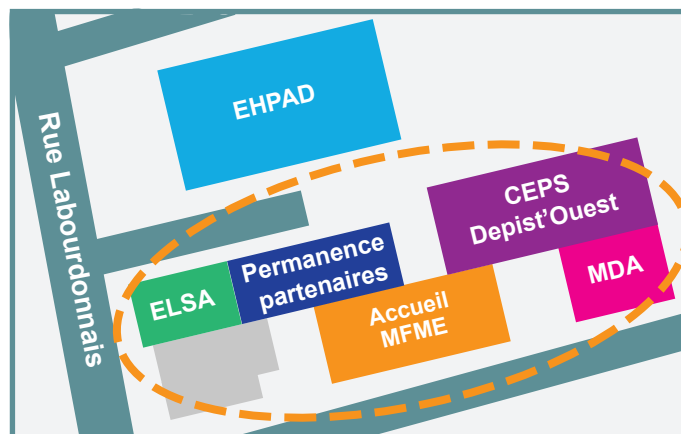 Rue Labourdonnais
EHPAD
CEPS
Depist'Ouest
Permanence
partenaires
ELSA
MDA
Accueil
MFME